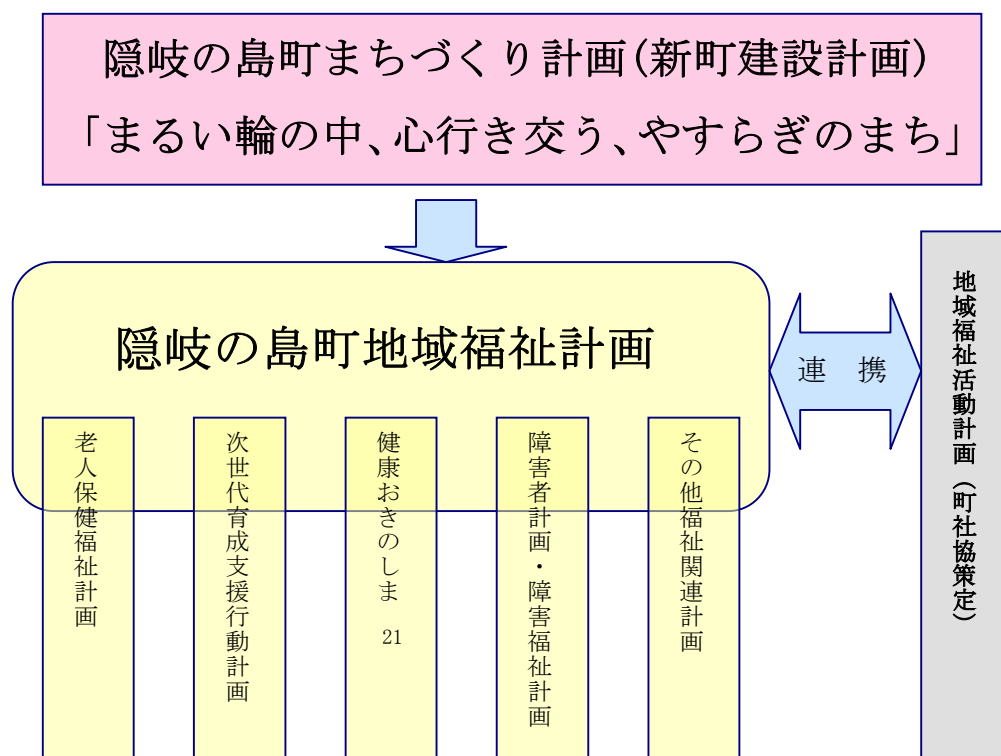 隠岐の島町まちづくり計画(新町建設計画)
「まるい輪の中、心行き交う、やすらぎのまち」
隠岐の島町地域福祉計画
連 携
地域福祉活動計画(町社協策定)
老人保健福祉計画
次世代育成支援行動計画
健康おきのしま 21
障害者計画・障害福祉計画
その他福祉関連計画